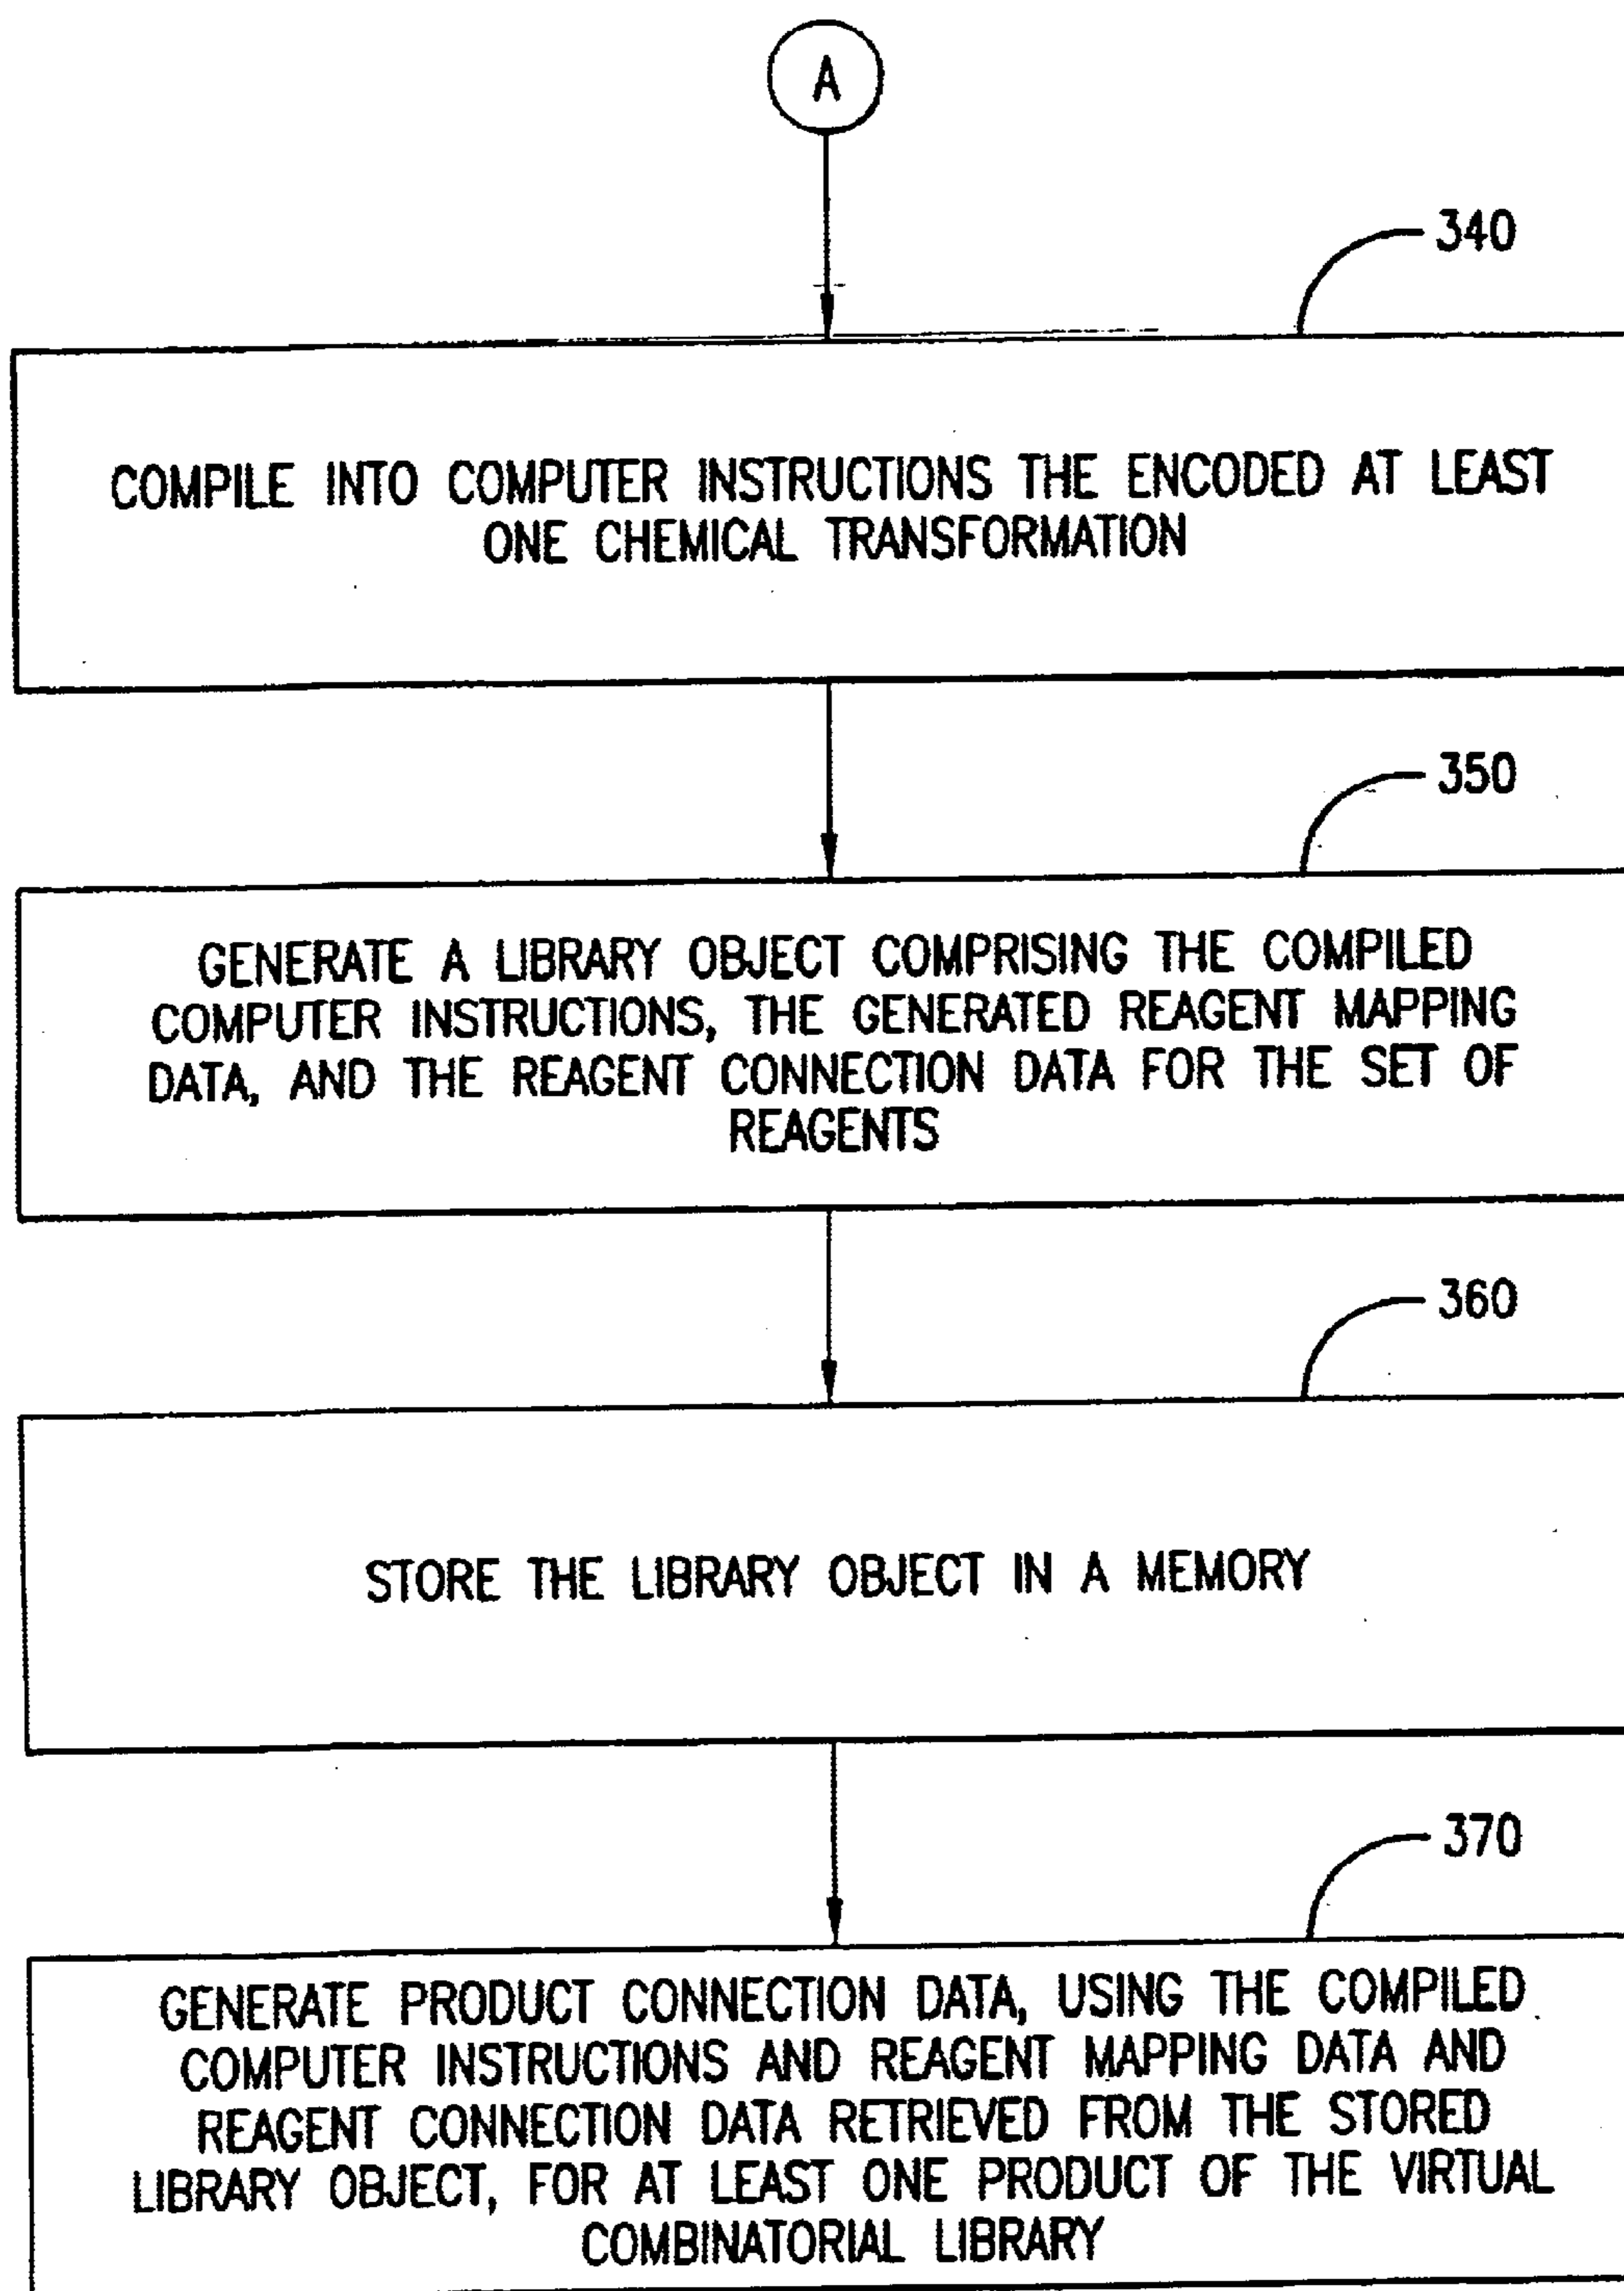 A
340
COMPILE INTO COMPUTER INSTRUCTIONS THE ENCODED AT LEAST
ONE CHEMICAL TRANSFORMATION
350
GENERATE A LIBRARY OBJECT COMPRISING THE COMPILED
COMPUTER INSTRUCTIONS, THE GENERATED REAGENT MAPPING
DATA, AND THE REAGENT CONNECTION DATA FOR THE SET OF
REAGENTS
360
STORE THE LIBRARY OBJECT IN A MEMORY
370
GENERATE PRODUCT CONNECTION DATA, USING THE COMPILED
COMPUTER INSTRUCTIONS AND REAGENT MAPPING DATA AND
REAGENT CONNECTION DATA RETRIEVED FROM THE STORED
LIBRARY OBJECT, FOR AT LEAST ONE PRODUCT OF THE VIRTUAL
COMBINATORIAL LIBRARY